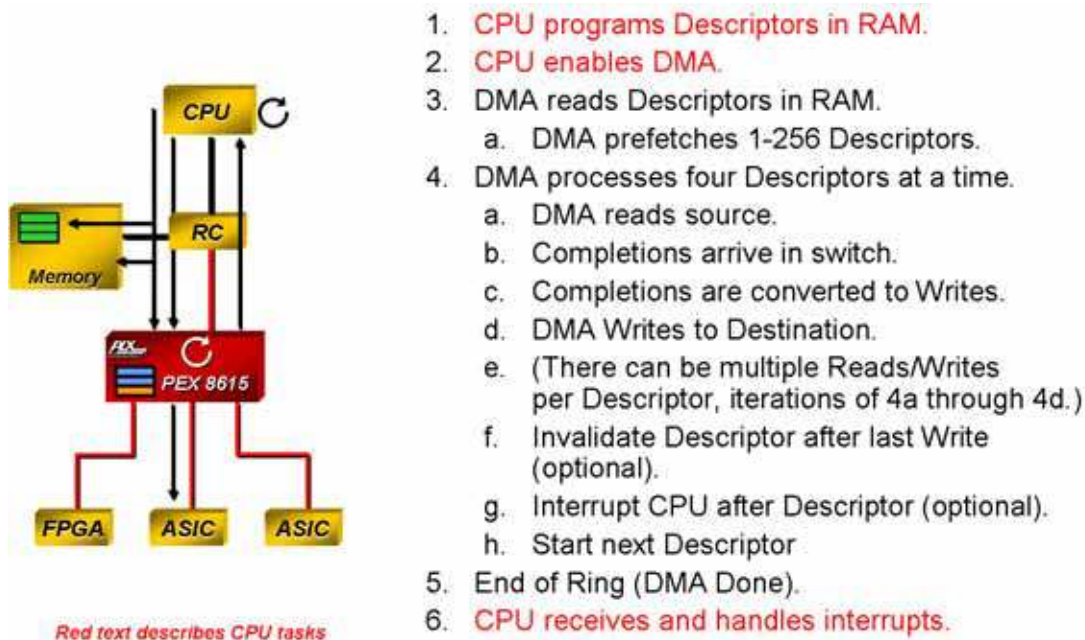 1. CPU programs Descriptors in RAM.
2. CPU enables DMA.
3. DMA reads Descriptors in RAM.
a. DMA prefetches 1-256 Descriptors.
4. DMA processes four Descriptors at a time.
a. DMA reads source.
b. Completions arrive in switch.
c. Completions are converted to Writes.
d. DMA Writes to Destination.
e. (There can be multiple Reads/Writes
per Descriptor, iterations of 4a through 4d.)
f. Invalidate Descriptor after last Write
(optional).
g. Interrupt CPU after Descriptor (optional).
h. Start next Descriptor
5. End of Ring (DMA Done).
6. CPU receives and handles interrupts.
CPU
RC
Memory
PEX 8615
FPGA
ASIC
ASIC
Red text describes CPU tasks